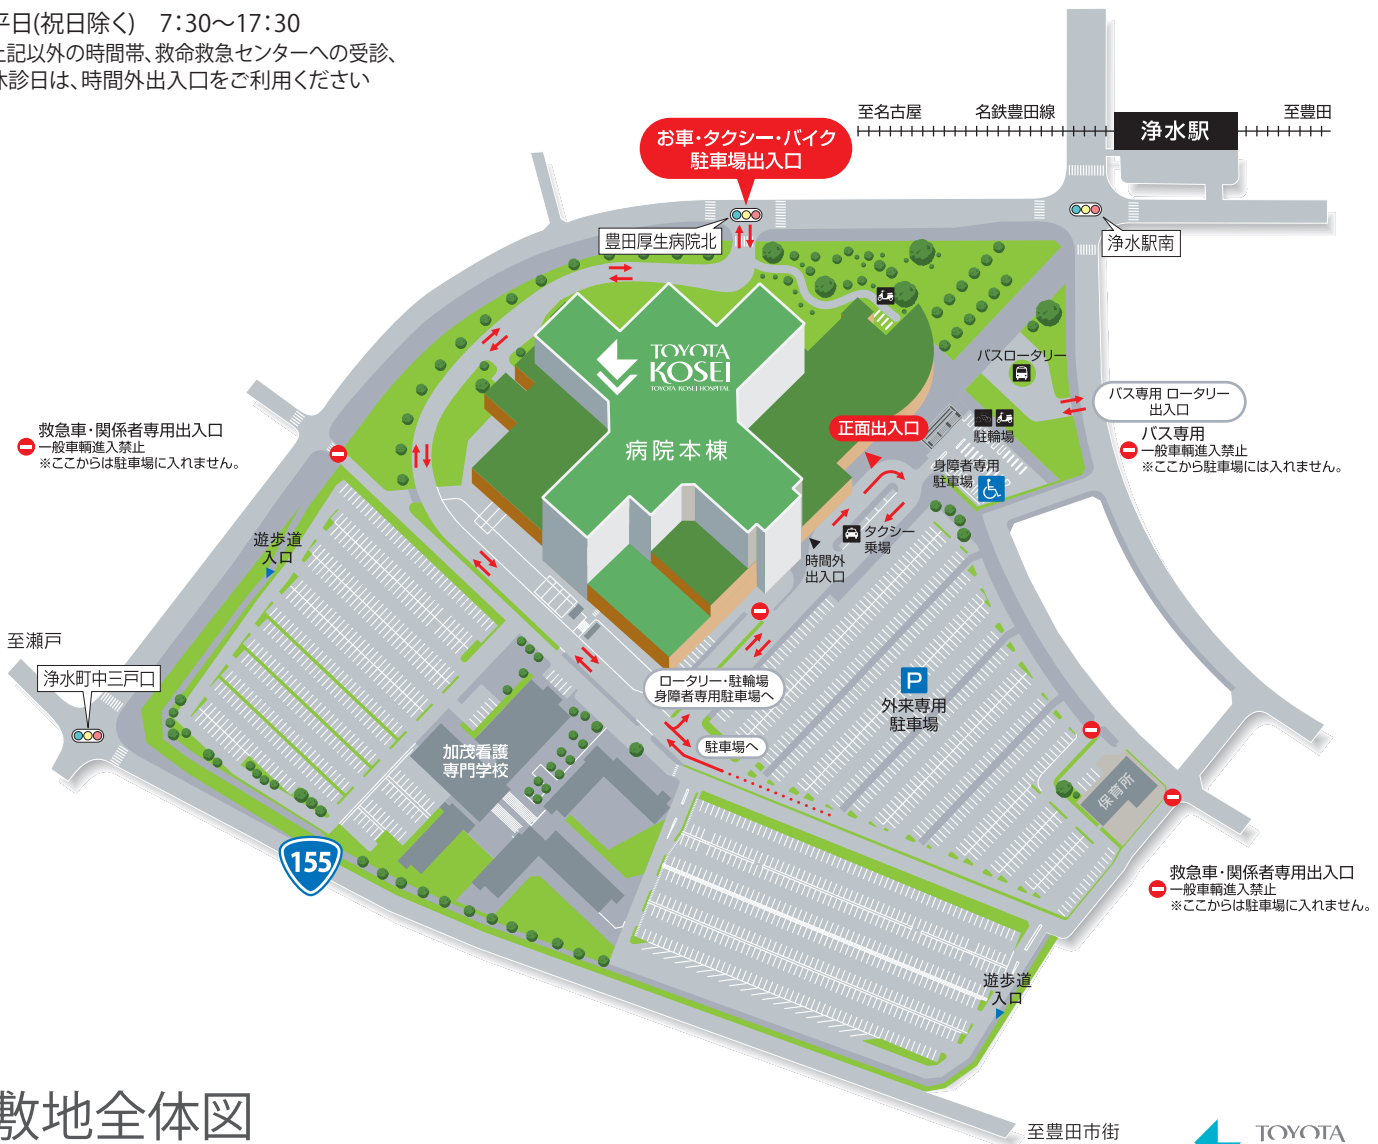 平日(祝日除く)　7:30〜17:30
上記以外の時間帯、救命救急センターへの受診、
休診日は、時間外出入口をご利用ください
至名古屋
名鉄豊田線
浄水駅
至豊田
お車・タクシー・バイク
駐車場出入口
豊田厚生病院北
浄水駅南
TOYOTA
KOSEI
TOYOTA KOSEI HOSPITAL
病院本棟
バスロータリー
バス専用 ロータリー
出入口
バス専用
一般車輌進入禁止
※ここから駐車場には入れません。
正面出入口
駐輪場
身障者専用
駐車場
タクシー
乗場
時間外
出入口
救急車・関係者専用出入口
一般車輌進入禁止
※ここからは駐車場に入れません。
遊歩道
入口
至瀬戸
浄水町中三戸口
ロータリー・駐輪場
身障者専用駐車場へ
駐車場へ
P
外来専用
駐車場
加茂看護
専門学校
保育所
155
救急車・関係者専用出入口
一般車輌進入禁止
※ここからは駐車場に入れません。
遊歩道
入口
敷地全体図
至豊田市街
TOYOTA